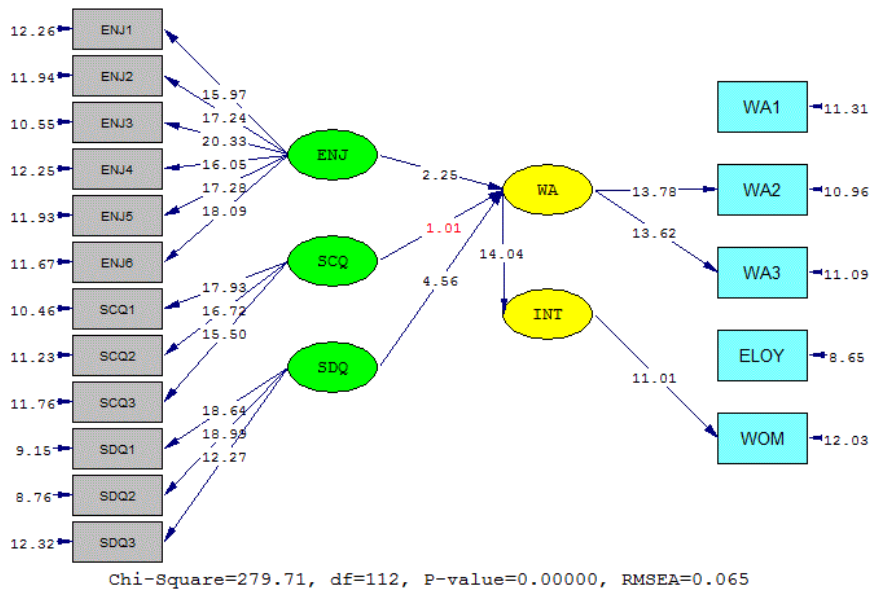 12.26 ENJ1
11.94 ENJ2
10.55 ENJ3
12.25 ENJ4
11.93 ENJ5
11.67 ENJ6
10.46 SCQ1
11.23 SCQ2
11.76 SCQ3
9.15 SDQ1
8.76 SDQ2
12.32 SDQ3
15.97
17.24
20.33
16.05
17.28
18.09
17.93
16.72
15.50
18.64
18.99
12.27
ENJ
SCQ
SDQ
2.25
1.01
4.56
WA
14.04
INT
13.78
13.62
11.01
WA1 11.31
WA2 10.96
WA3 11.09
ELOY 8.65
WOM 12.03
Chi-Square=279.71, df=112, P-value=0.00000, RMSEA=0.065